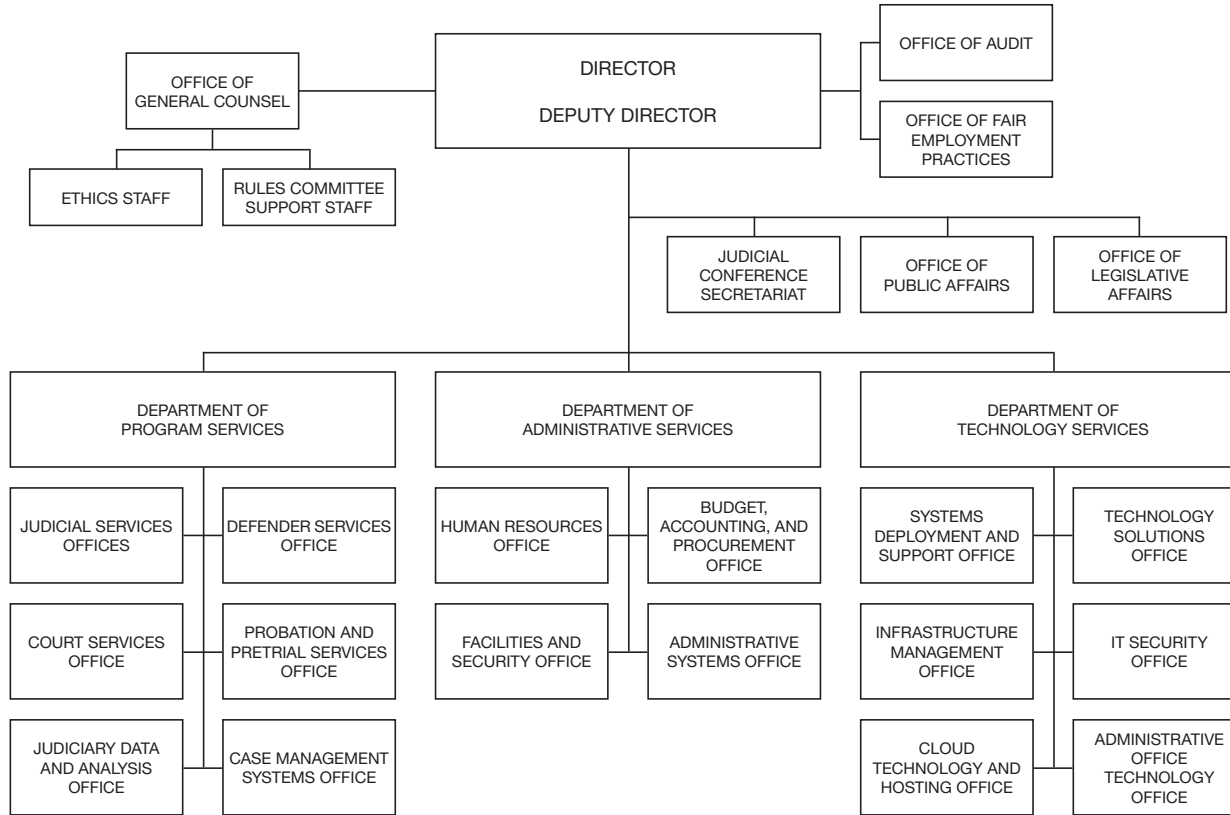 OFFICE OF
GENERAL COUNSEL
DIRECTOR
DEPUTY DIRECTOR
OFFICE OF AUDIT
OFFICE OF FAIR
EMPLOYMENT
PRACTICES
ETHICS STAFF
RULES COMMITTEE
SUPPORT STAFF
JUDICIAL
CONFERENCE
SECRETARIAT
OFFICE OF
PUBLIC AFFAIRS
OFFICE OF
LEGISLATIVE
AFFAIRS
DEPARTMENT OF
PROGRAM SERVICES
DEPARTMENT OF
ADMINISTRATIVE SERVICES
DEPARTMENT OF
TECHNOLOGY SERVICES
JUDICIAL SERVICES
OFFICES
DEFENDER SERVICES
OFFICE
HUMAN RESOURCES
OFFICE
BUDGET,
ACCOUNTING, AND
PROCUREMENT
OFFICE
SYSTEMS
DEPLOYMENT AND
SUPPORT OFFICE
TECHNOLOGY
SOLUTIONS
OFFICE
COURT SERVICES
OFFICE
PROBATION AND
PRETRIAL SERVICES
OFFICE
FACILITIES AND
SECURITY OFFICE
ADMINISTRATIVE
SYSTEMS OFFICE
INFRASTRUCTURE
MANAGEMENT
OFFICE
IT SECURITY
OFFICE
JUDICIARY DATA
AND ANALYSIS
OFFICE
CASE MANAGEMENT
SYSTEMS OFFICE
CLOUD
TECHNOLOGY AND
HOSTING OFFICE
ADMINISTRATIVE
OFFICE
TECHNOLOGY
OFFICE